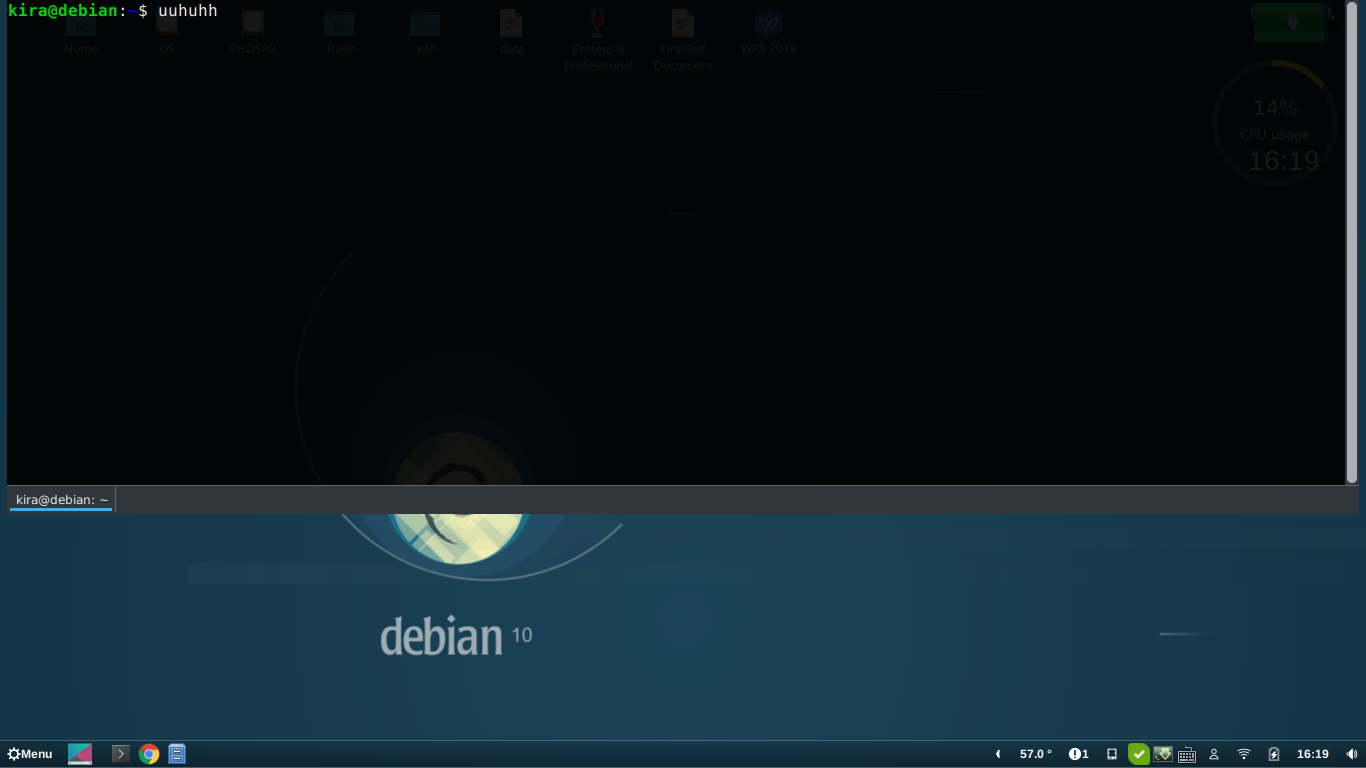 kira@debian:~$ uuhuhh
Home OS PHDSP3 Trash wifi data Proteus 8 Professional Untitled Document WPS 2019
14%
CPU usage
16:19
kira@debian: ~
debian 10
Menu 57.0 ° 1 16:19